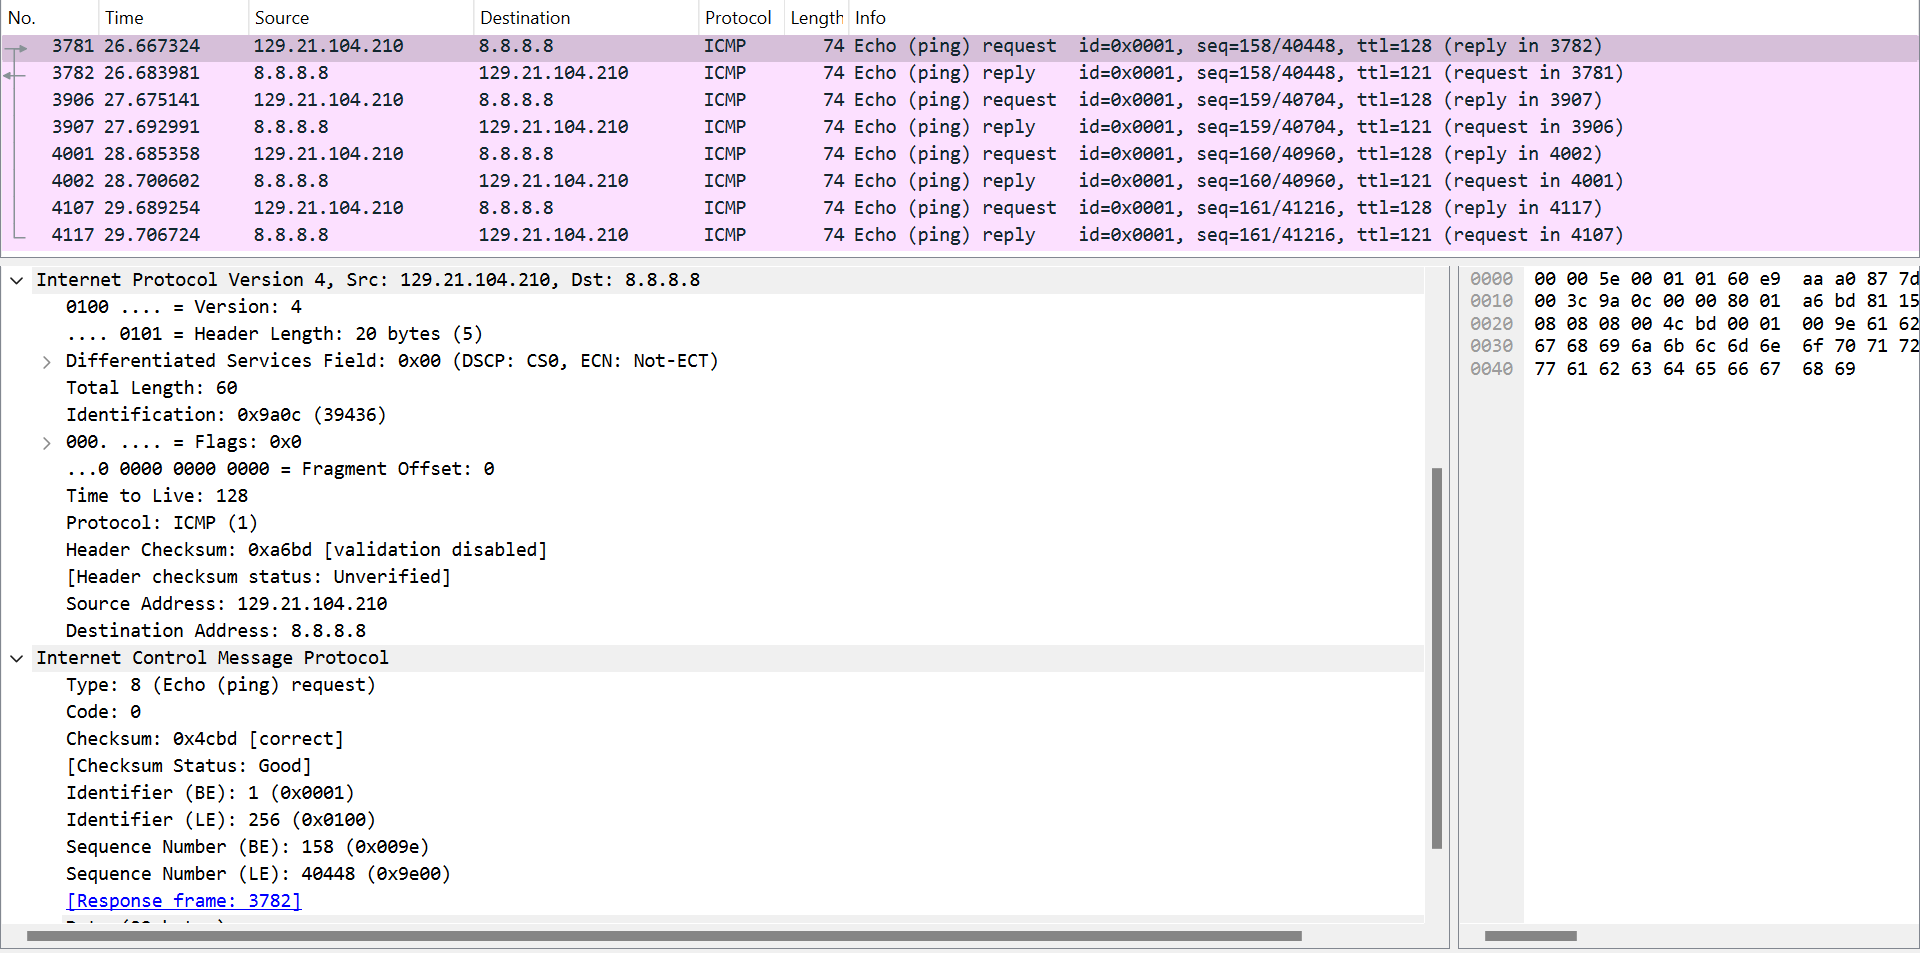 No. Time Source Destination Protocol Length Info
3781 26.667324 129.21.104.210 8.8.8.8 ICMP 74 Echo (ping) request id=0x0001, seq=158/40448, ttl=128 (reply in 3782)
3782 26.683981 8.8.8.8 129.21.104.210 ICMP 74 Echo (ping) reply id=0x0001, seq=158/40448, ttl=121 (request in 3781)
3906 27.675141 129.21.104.210 8.8.8.8 ICMP 74 Echo (ping) request id=0x0001, seq=159/40704, ttl=128 (reply in 3907)
3907 27.692991 8.8.8.8 129.21.104.210 ICMP 74 Echo (ping) reply id=0x0001, seq=159/40704, ttl=121 (request in 3906)
4001 28.685358 129.21.104.210 8.8.8.8 ICMP 74 Echo (ping) request id=0x0001, seq=160/40960, ttl=128 (reply in 4002)
4002 28.700602 8.8.8.8 129.21.104.210 ICMP 74 Echo (ping) reply id=0x0001, seq=160/40960, ttl=121 (request in 4001)
4107 29.689254 129.21.104.210 8.8.8.8 ICMP 74 Echo (ping) request id=0x0001, seq=161/41216, ttl=128 (reply in 4117)
4117 29.706724 8.8.8.8 129.21.104.210 ICMP 74 Echo (ping) reply id=0x0001, seq=161/41216, ttl=121 (request in 4107)
Internet Protocol Version 4, Src: 129.21.104.210, Dst: 8.8.8.8
0100 .... = Version: 4
.... 0101 = Header Length: 20 bytes (5)
Differentiated Services Field: 0x00 (DSCP: CS0, ECN: Not-ECT)
Total Length: 60
Identification: 0x9a0c (39436)
000. .... = Flags: 0x0
...0 0000 0000 0000 = Fragment Offset: 0
Time to Live: 128
Protocol: ICMP (1)
Header Checksum: 0xa6bd [validation disabled]
[Header checksum status: Unverified]
Source Address: 129.21.104.210
Destination Address: 8.8.8.8
Internet Control Message Protocol
Type: 8 (Echo (ping) request)
Code: 0
Checksum: 0x4cbd [correct]
[Checksum Status: Good]
Identifier (BE): 1 (0x0001)
Identifier (LE): 256 (0x0100)
Sequence Number (BE): 158 (0x009e)
Sequence Number (LE): 40448 (0x9e00)
[Response frame: 3782]
0000 00 00 5e 00 01 01 60 e9 aa a0 87 7d
0010 00 3c 9a 0c 00 00 80 01 a6 bd 81 15
0020 08 08 08 00 4c bd 00 01 00 9e 61 62
0030 67 68 69 6a 6b 6c 6d 6e 6f 70 71 72
0040 77 61 62 63 64 65 66 67 68 69